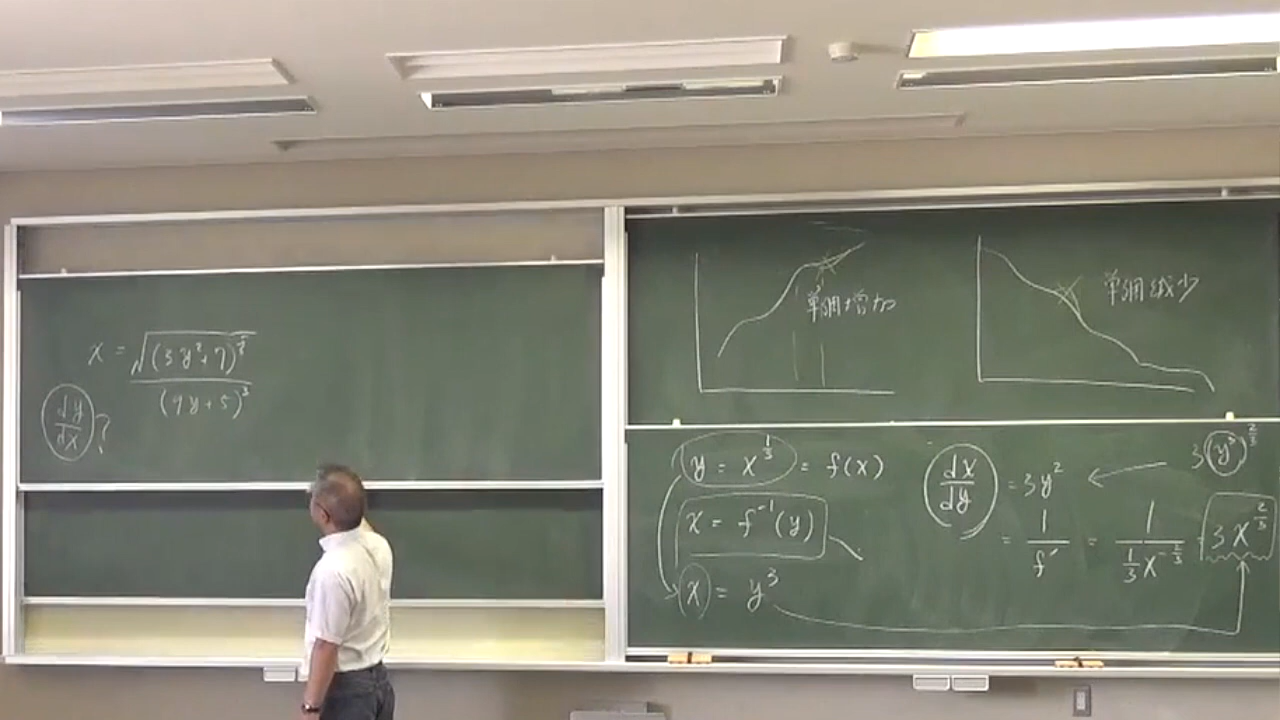 x = √(3y²+7)^{5/2} / (9y+5)³
dy/dx ?
単調増加
単調減少
y = x^{1/3} = f(x)
x = f⁻¹(y)
x = y³
dx/dy = 3y² ← 3(y³)^{2/3}
= 1/f′ = 1/(1/3 x^{-2/3}) = 3x^{2/3}